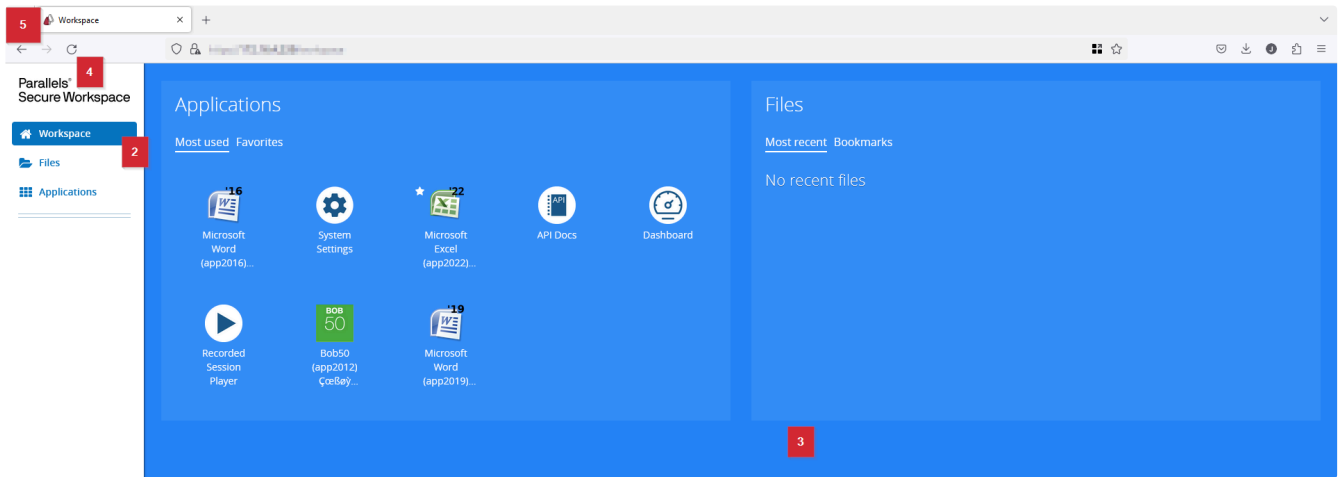 5
Workspace
4
Parallels®
Secure Workspace
Workspace
2
Files
Applications
Applications
Most used Favorites
'16
Microsoft
Word
(app2016)...
System
Settings
'22
Microsoft
Excel
(app2022)...
API
API Docs
Dashboard
Recorded
Session
Player
BOB
50
Bob50
(app2012)
ÇœßøÝ...
'19
Microsoft
Word
(app2019)...
Files
Most recent Bookmarks
No recent files
3